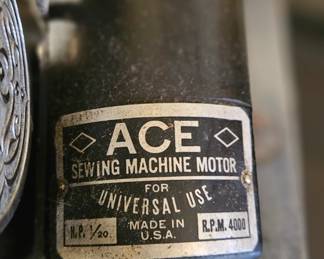 ACE
SEWING MACHINE MOTOR
FOR
UNIVERSAL USE
MADE IN
U.S.A.
H.P. 1/20
R.P.M. 4000